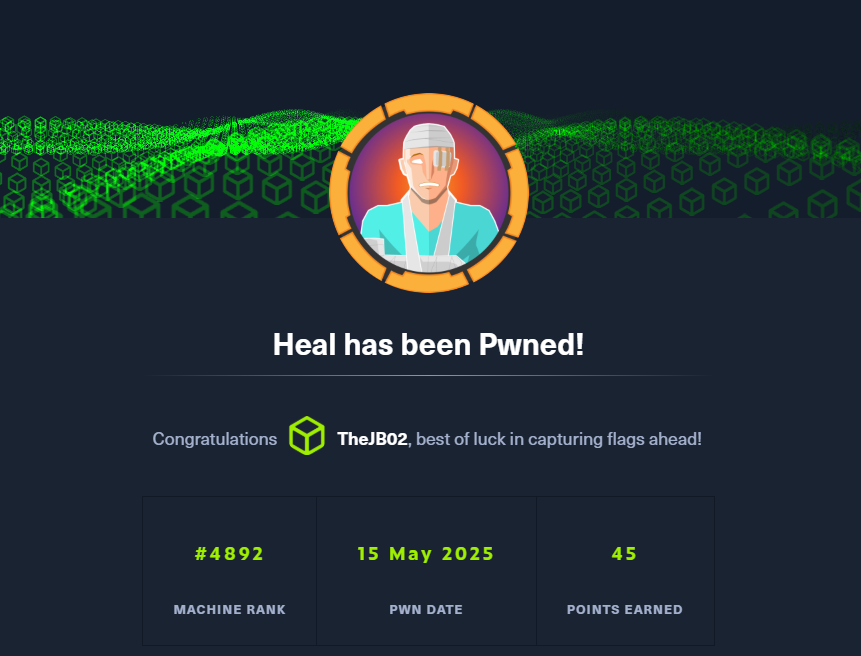 Heal has been Pwned!
Congratulations TheJB02, best of luck in capturing flags ahead!
#4892 15 May 2025 45
MACHINE RANK PWN DATE POINTS EARNED